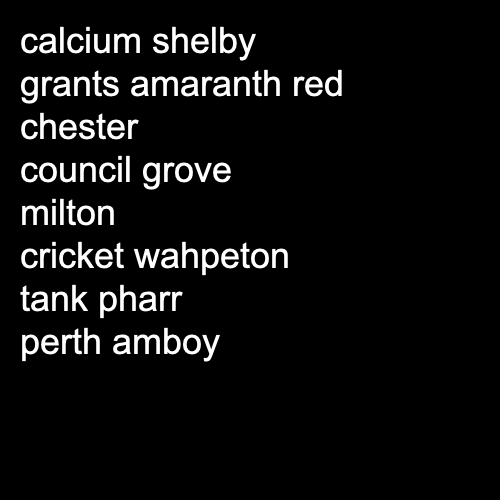 calcium shelby
grants amaranth red
chester
council grove
milton
cricket wahpeton
tank pharr
perth amboy